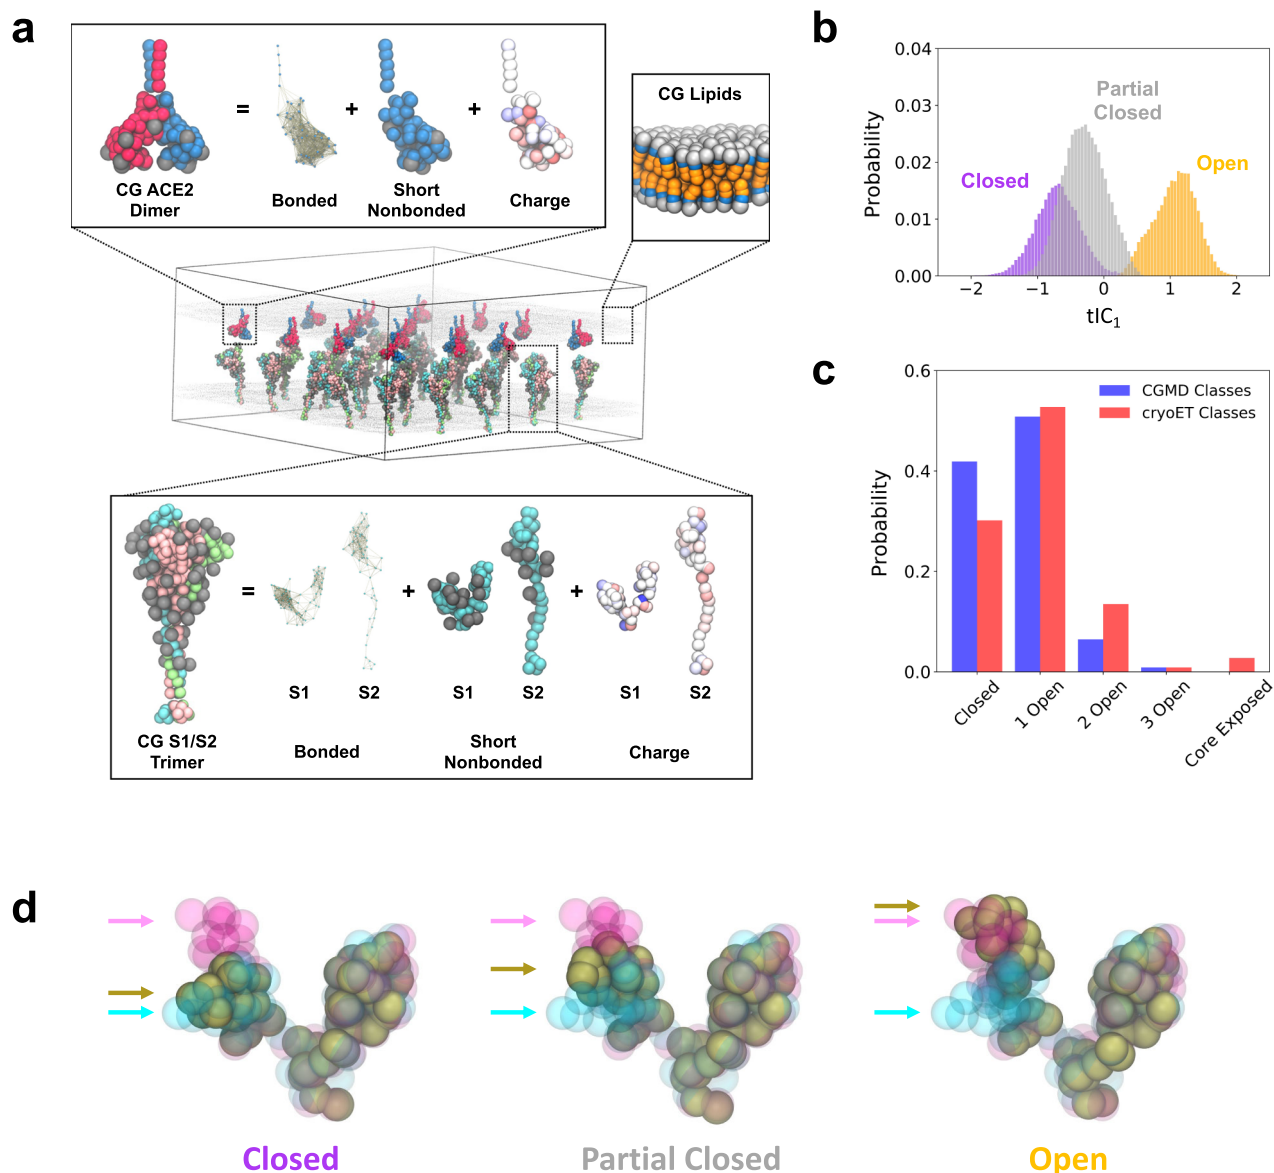 a
CG ACE2
Dimer
=
Bonded
+
Short
Nonbonded
+
Charge
CG Lipids
CG S1/S2
Trimer
=
S1
S2
Bonded
+
S1
S2
Short
Nonbonded
+
S1
S2
Charge
b
Probability
0.04
0.03
0.02
0.01
0.00
Closed
Partial
Closed
Open
−2
−1
0
1
2
tIC1
c
Probability
0.6
0.4
0.2
0.0
CGMD Classes
cryoET Classes
Closed
1 Open
2 Open
3 Open
Core Exposed
d
Closed
Partial Closed
Open